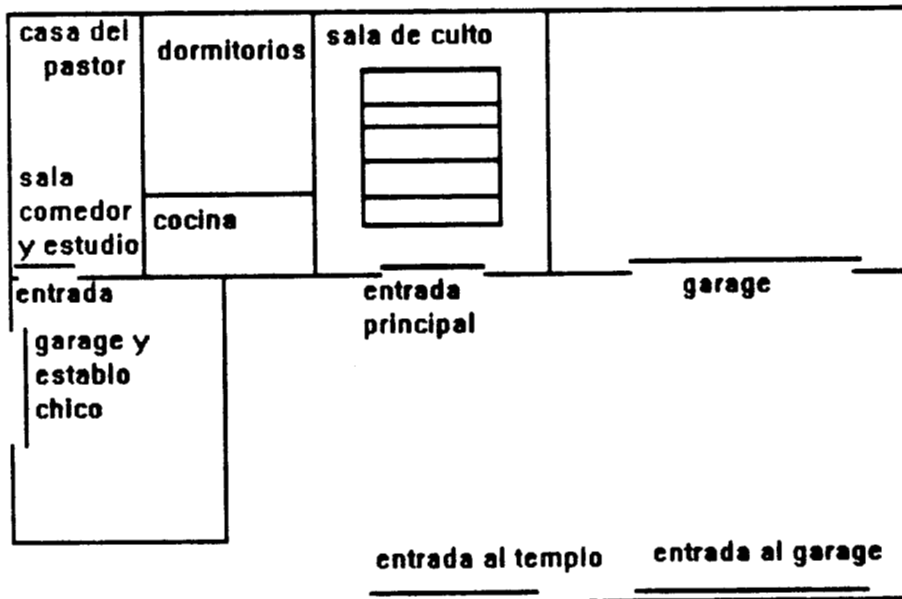 casa del
pastor
dormitorios
sala de culto
sala
comedor
y estudio
cocina
entrada
entrada
principal
garage
garage y
establo
chico
entrada al templo
entrada al garage